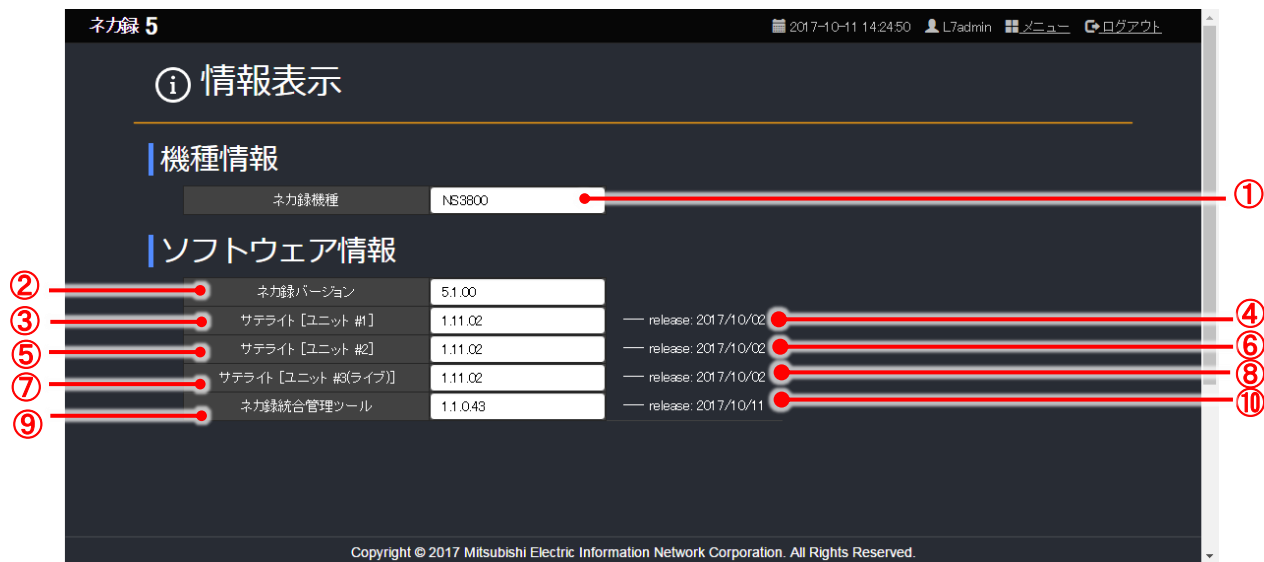 ネカ録 5 2017-10-11 14:24:50 L7admin メニュー ログアウト
情報表示
機種情報
ネカ録機種 NS3800 ①
ソフトウェア情報
② ネカ録バージョン 5.1.00
③ サテライト [ユニット #1] 1.11.02 — release: 2017/10/02 ④
⑤ サテライト [ユニット #2] 1.11.02 — release: 2017/10/02 ⑥
⑦ サテライト [ユニット #3(ライブ)] 1.11.02 — release: 2017/10/02 ⑧
⑨ ネカ録統合管理ツール 1.1.0.43 — release: 2017/10/11 ⑩
Copyright © 2017 Mitsubishi Electric Information Network Corporation. All Rights Reserved.